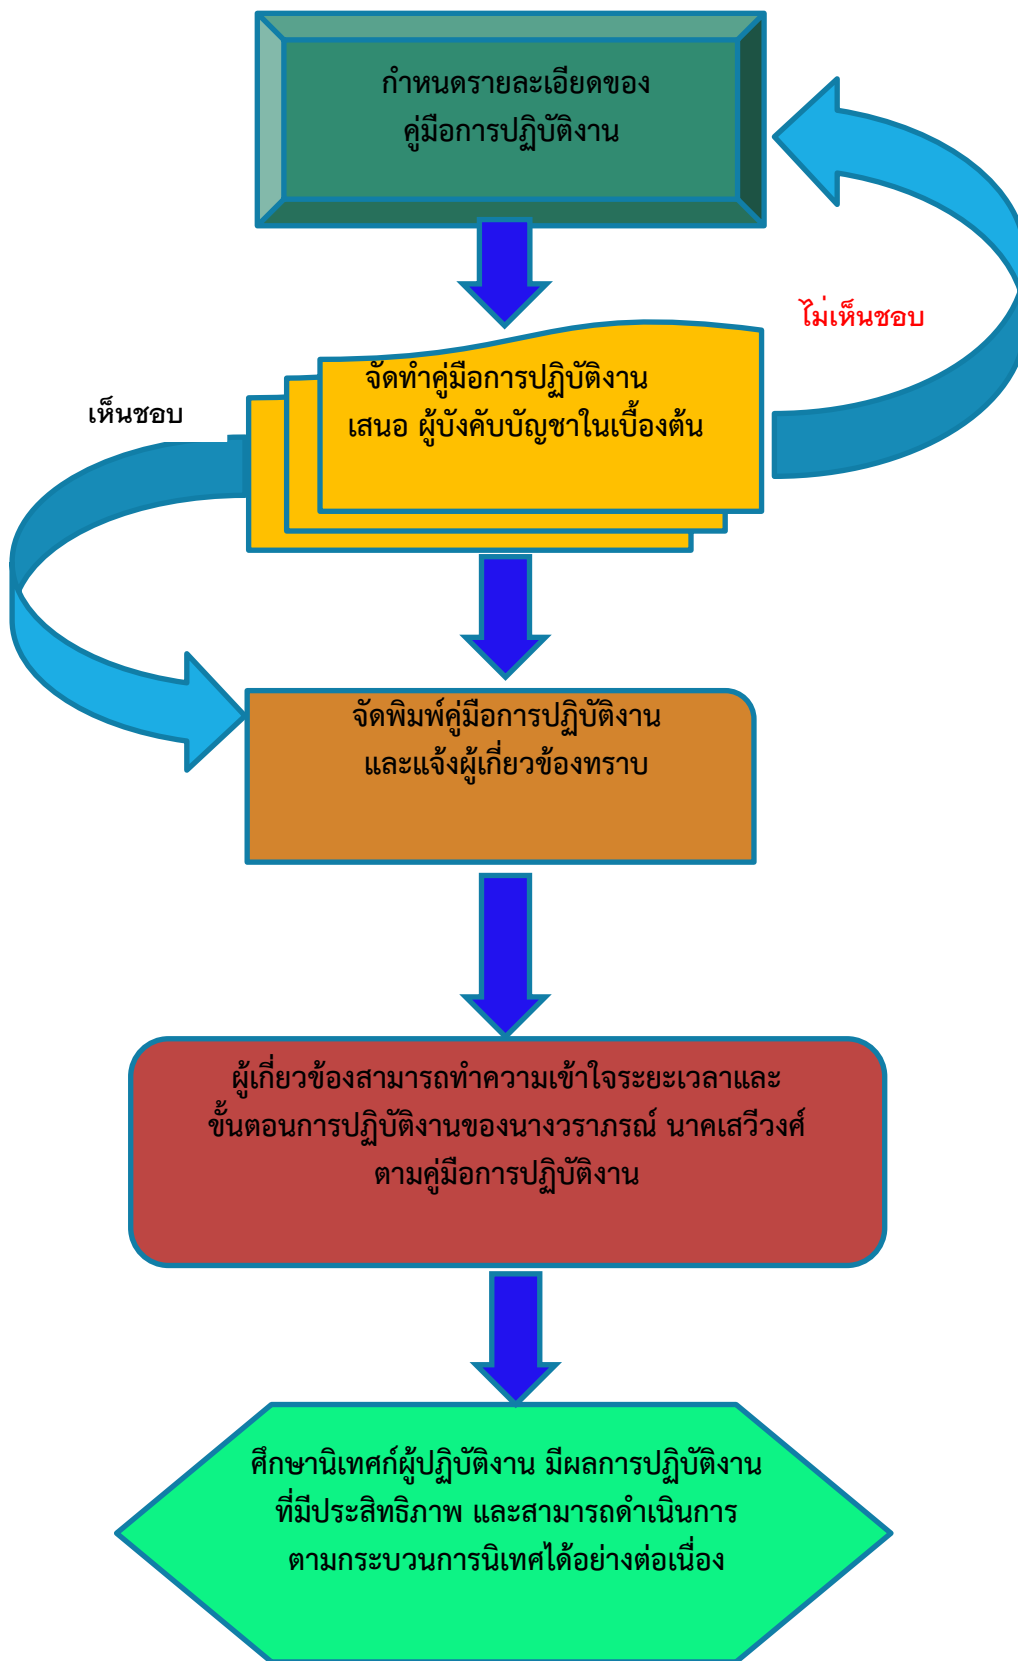 กำหนดรายละเอียดของ
คู่มือการปฏิบัติงาน
ไม่เห็นชอบ
จัดทำคู่มือการปฏิบัติงาน
เสนอ ผู้บังคับบัญชาในเบื้องต้น
เห็นชอบ
จัดพิมพ์คู่มือการปฏิบัติงาน
และแจ้งผู้เกี่ยวข้องทราบ
ผู้เกี่ยวข้องสามารถทำความเข้าใจระยะเวลาและ
ขั้นตอนการปฏิบัติงานของนางวราภรณ์ นาคเสวีวงศ์
ตามคู่มือการปฏิบัติงาน
ศึกษานิเทศก์ผู้ปฏิบัติงาน มีผลการปฏิบัติงาน
ที่มีประสิทธิภาพ และสามารถดำเนินการ
ตามกระบวนการนิเทศได้อย่างต่อเนื่อง